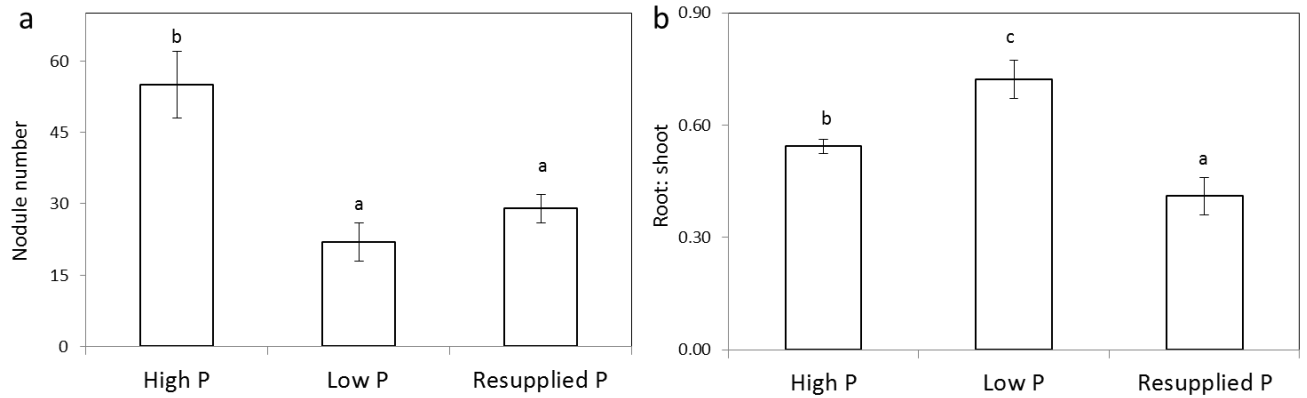 a
Nodule number
60
45
30
15
0
b
a
a
High P
Low P
Resupplied P
b
Root: shoot
0.90
0.60
0.30
0.00
b
c
a
High P
Low P
Resupplied P